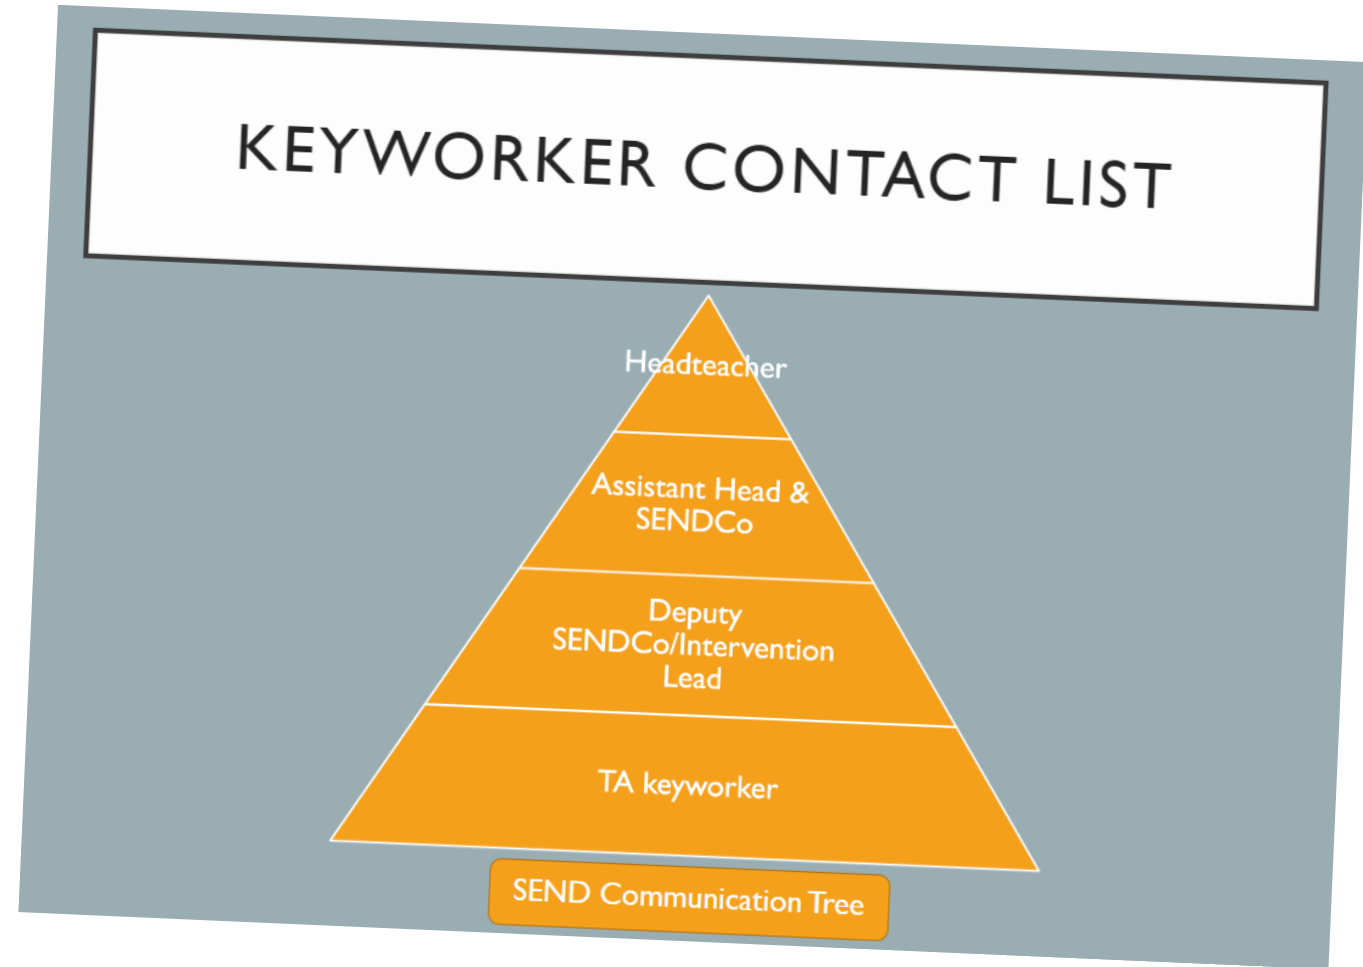 KEYWORKER CONTACT LIST
Headteacher
Assistant Head &
SENDCo
Deputy
SENDCo/Intervention
Lead
TA keyworker
SEND Communication Tree